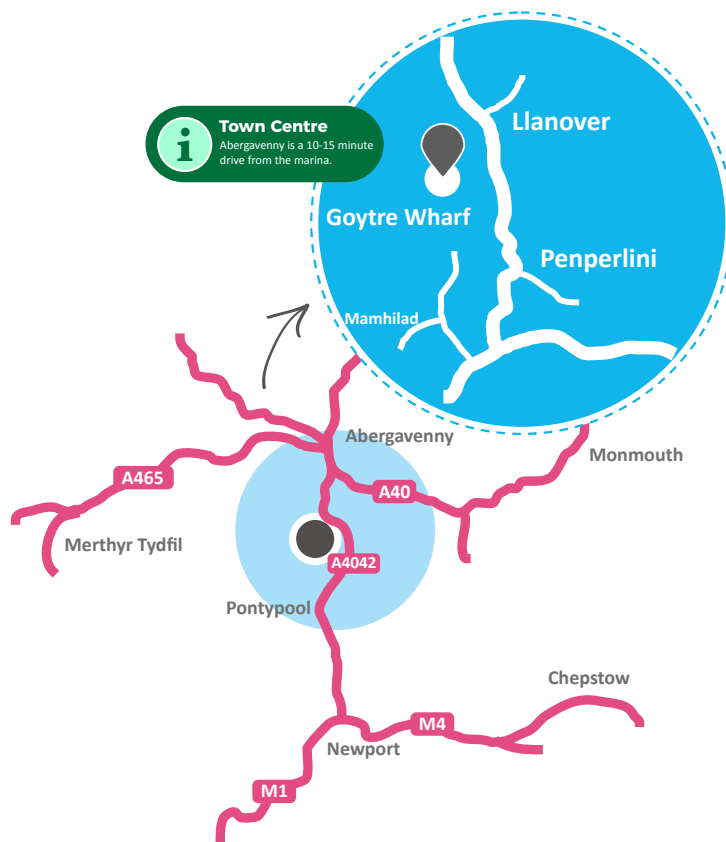 Town Centre
Abergavenny is a 10-15 minute
drive from the marina.
i
Llanover
Goytre Wharf
Penperlini
Mamhilad
Abergavenny
Monmouth
A465
A40
Merthyr Tydfil
A4042
Pontypool
Chepstow
M4
Newport
M1